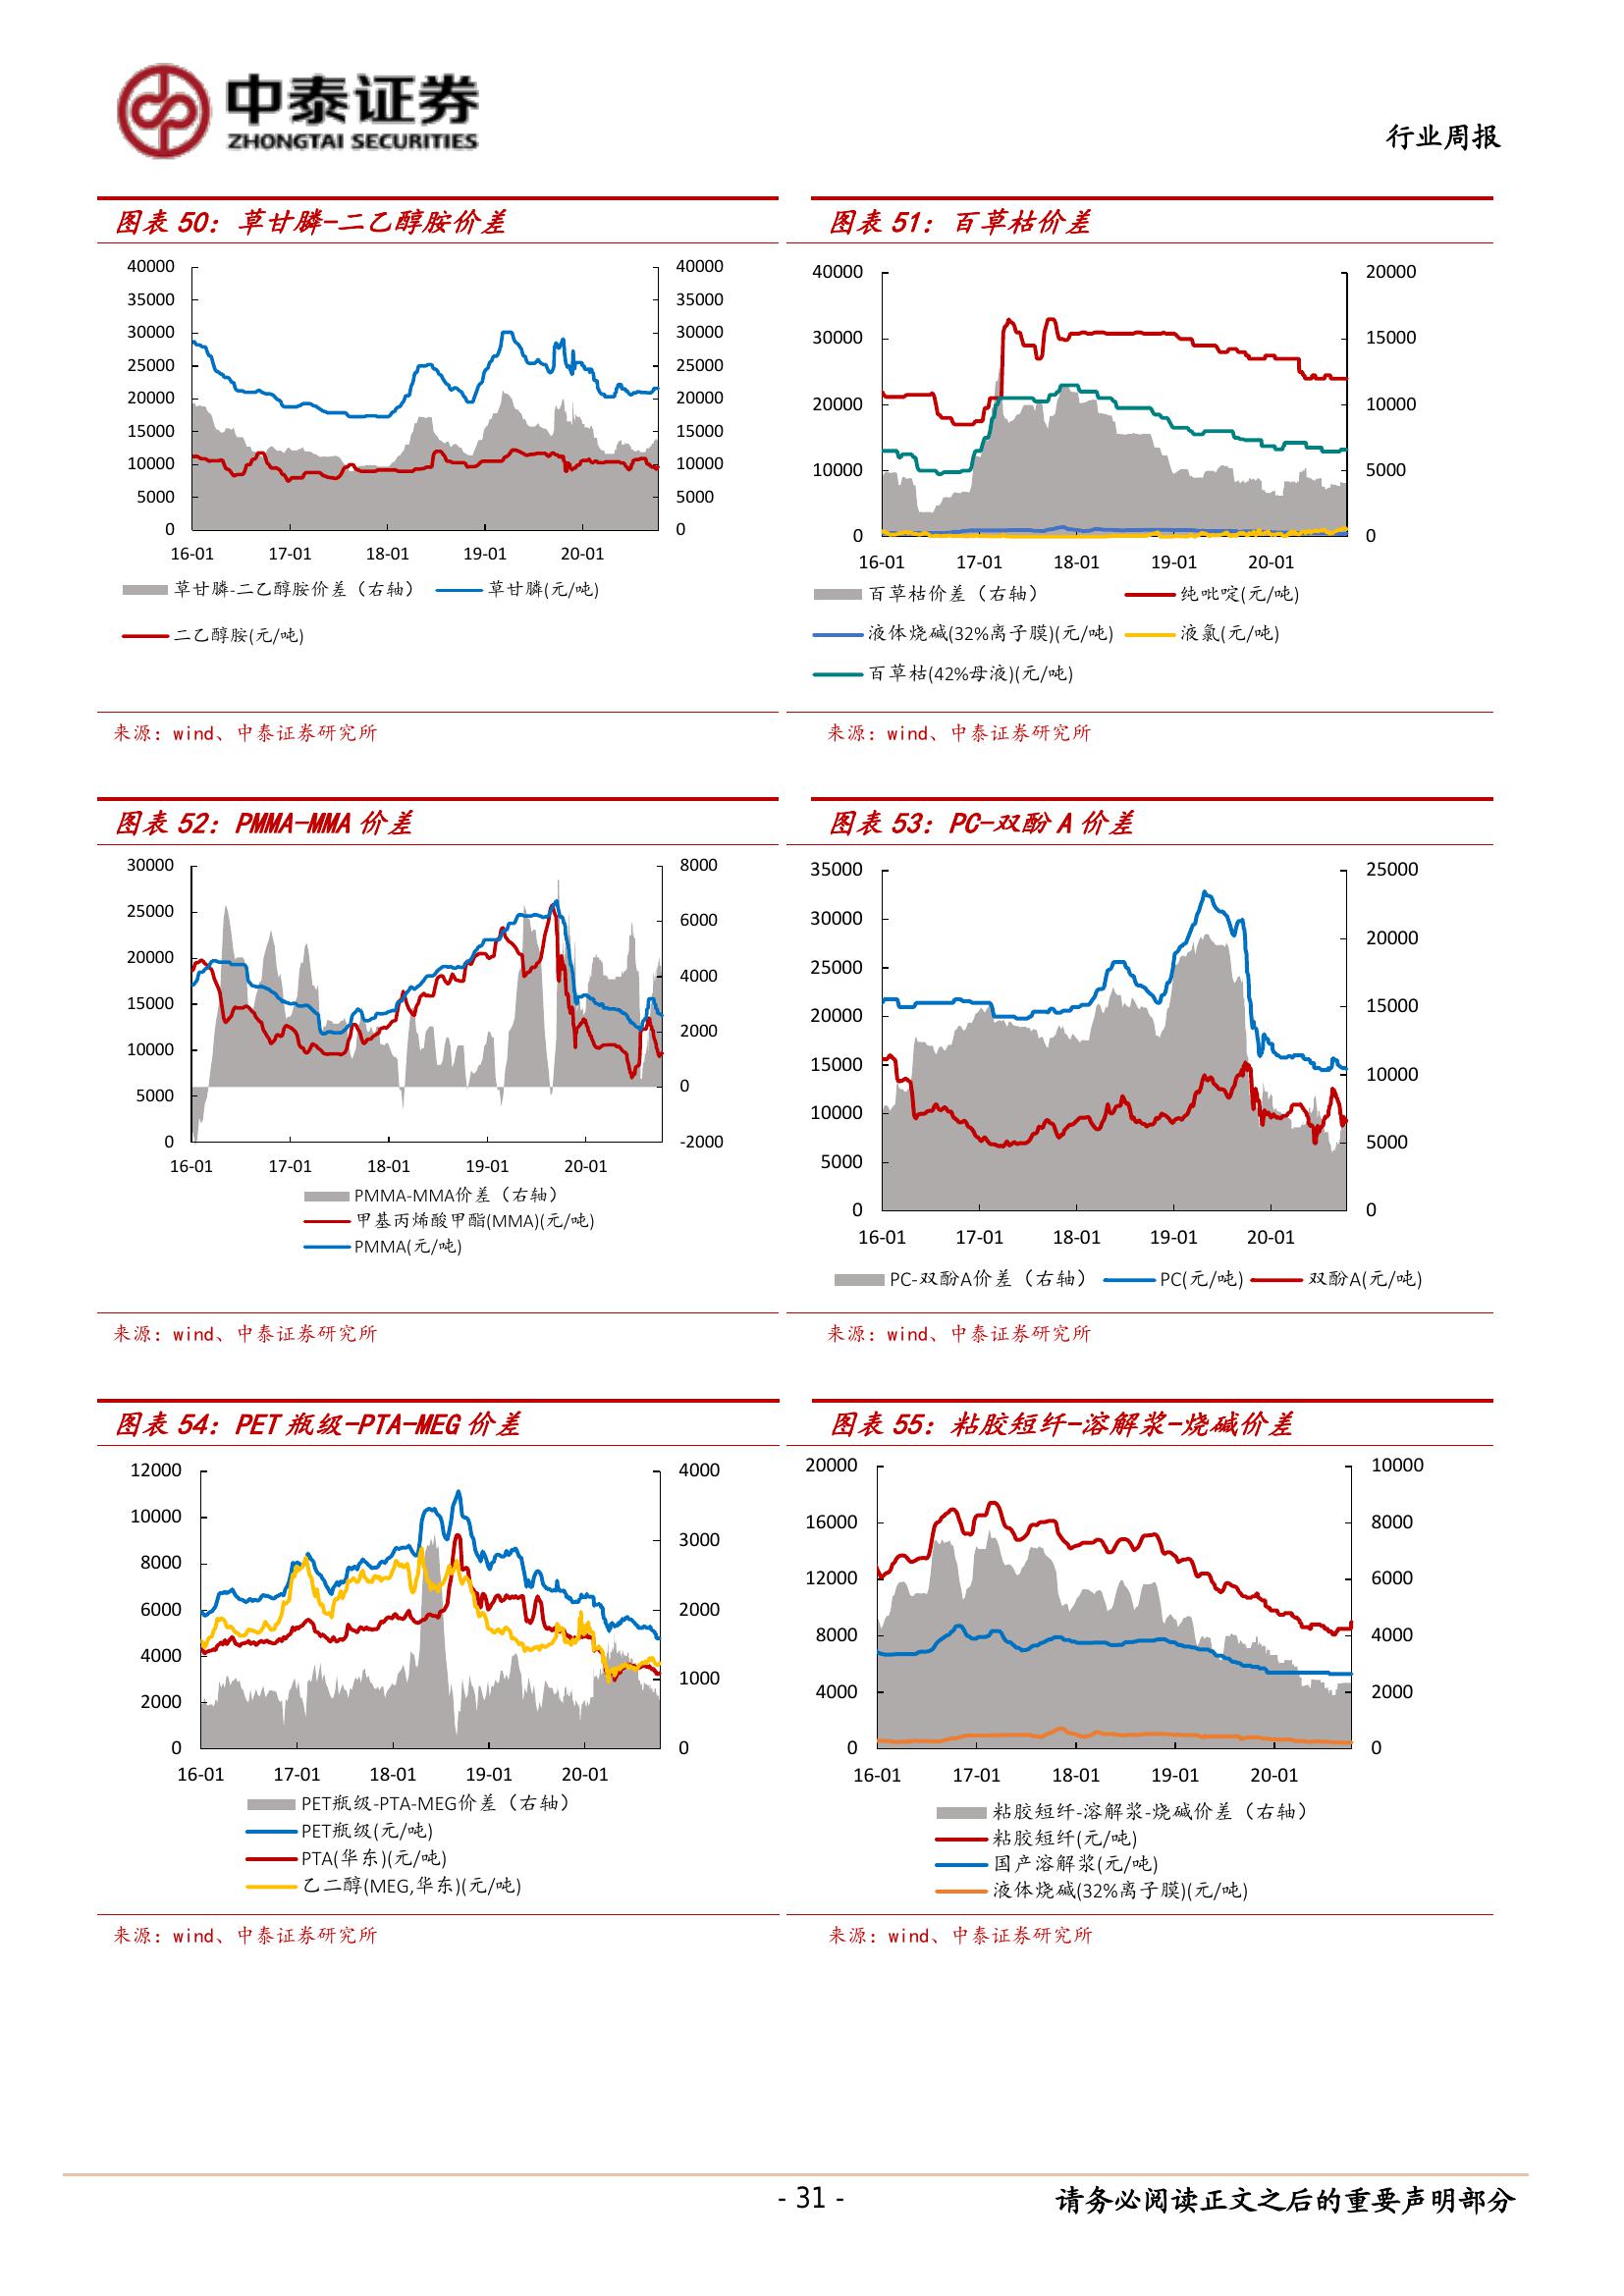 中泰证券
ZHONGTAI SECURITIES
行业周报
图表 50：草甘膦-二乙醇胺价差
40000
35000
30000
25000
20000
15000
10000
5000
0
40000
35000
30000
25000
20000
15000
10000
5000
0
16-01 17-01 18-01 19-01 20-01
草甘膦-二乙醇胺价差（右轴） 草甘膦(元/吨)
二乙醇胺(元/吨)
来源：wind、中泰证券研究所
图表 51：百草枯价差
40000
30000
20000
10000
0
20000
15000
10000
5000
0
16-01 17-01 18-01 19-01 20-01
百草枯价差（右轴） 纯吡啶(元/吨)
液体烧碱(32%离子膜)(元/吨) 液氯(元/吨)
百草枯(42%母液)(元/吨)
来源：wind、中泰证券研究所
图表 52：PMMA-MMA 价差
30000
25000
20000
15000
10000
5000
0
8000
6000
4000
2000
0
-2000
16-01 17-01 18-01 19-01 20-01
PMMA-MMA价差（右轴）
甲基丙烯酸甲酯(MMA)(元/吨)
PMMA(元/吨)
来源：wind、中泰证券研究所
图表 53：PC-双酚 A 价差
35000
30000
25000
20000
15000
10000
5000
0
25000
20000
15000
10000
5000
0
16-01 17-01 18-01 19-01 20-01
PC-双酚A价差（右轴） PC(元/吨) 双酚A(元/吨)
来源：wind、中泰证券研究所
图表 54：PET 瓶级-PTA-MEG 价差
12000
10000
8000
6000
4000
2000
0
4000
3000
2000
1000
0
16-01 17-01 18-01 19-01 20-01
PET瓶级-PTA-MEG价差（右轴）
PET瓶级(元/吨)
PTA(华东)(元/吨)
乙二醇(MEG,华东)(元/吨)
来源：wind、中泰证券研究所
图表 55：粘胶短纤-溶解浆-烧碱价差
20000
16000
12000
8000
4000
0
10000
8000
6000
4000
2000
0
16-01 17-01 18-01 19-01 20-01
粘胶短纤-溶解浆-烧碱价差（右轴）
粘胶短纤(元/吨)
国产溶解浆(元/吨)
液体烧碱(32%离子膜)(元/吨)
来源：wind、中泰证券研究所
- 31 -
请务必阅读正文之后的重要声明部分